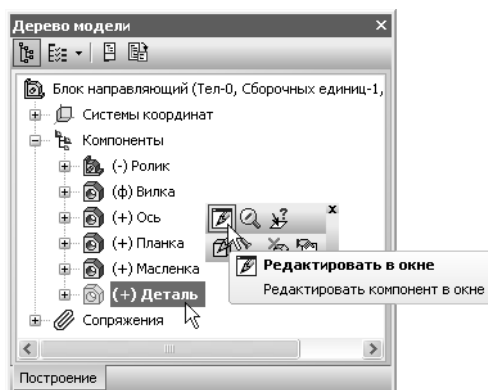 Дерево модели
Блок направляющий (Тел-0, Сборочных единиц-1,
Системы координат
Компоненты
(-) Ролик
(ф) Вилка
(+) Ось
(+) Планка
(+) Масленка
(+) Деталь
Сопряжения
Построение
x
Редактировать в окне
Редактировать компонент в окне